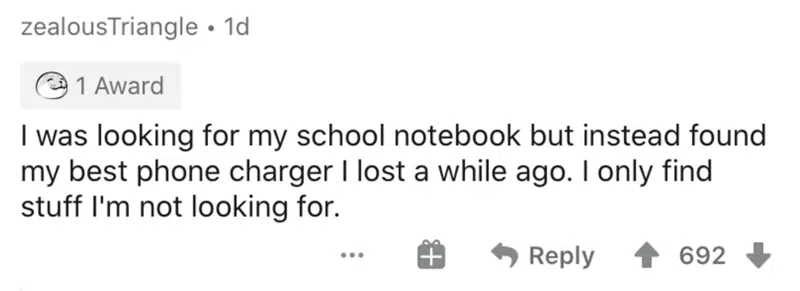 zealousTriangle • 1d
1 Award
I was looking for my school notebook but instead found
my best phone charger I lost a while ago. I only find
stuff I'm not looking for.
... Reply 692